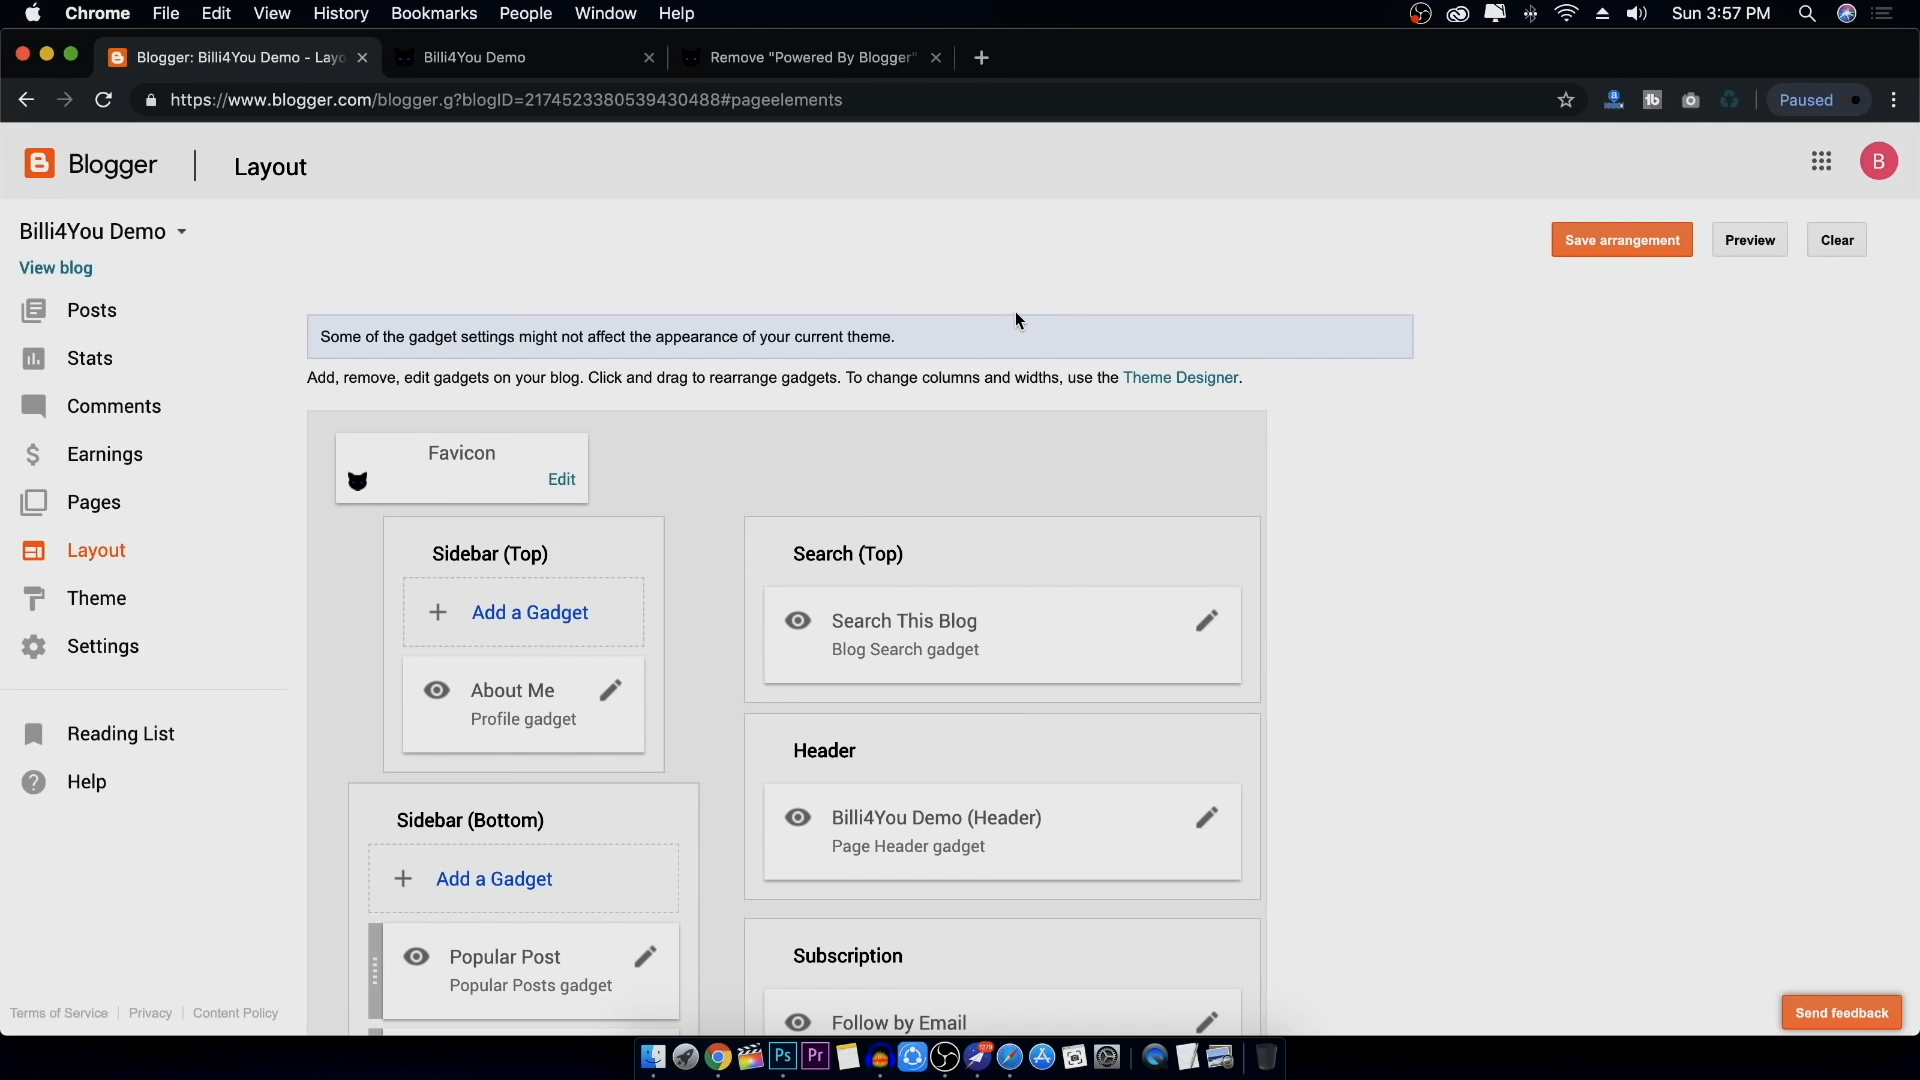 Chrome File Edit View History Bookmarks People Window Help Sun 3:57 PM
Blogger: Billi4You Demo - Layo Billi4You Demo Remove "Powered By Blogger"
https://www.blogger.com/blogger.g?blogID=2174523380539430488#pageelements Paused
Blogger Layout B
Billi4You Demo
Save arrangement Preview Clear
View blog
Posts
Stats
Comments
Earnings
Pages
Layout
Theme
Settings
Reading List
Help
Terms of Service Privacy Content Policy
Some of the gadget settings might not affect the appearance of your current theme.
Add, remove, edit gadgets on your blog. Click and drag to rearrange gadgets. To change columns and widths, use the Theme Designer.
Favicon
Edit
Sidebar (Top)
Add a Gadget
About Me
Profile gadget
Sidebar (Bottom)
Add a Gadget
Popular Post
Popular Posts gadget
Search (Top)
Search This Blog
Blog Search gadget
Header
Billi4You Demo (Header)
Page Header gadget
Subscription
Follow by Email
Send feedback
Ps Pr